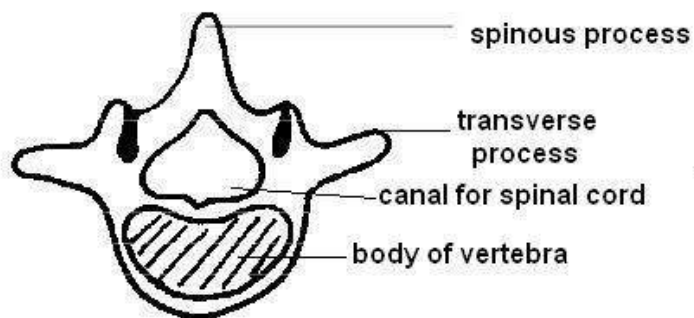 spinous process
transverse
process
canal for spinal cord
body of vertebra